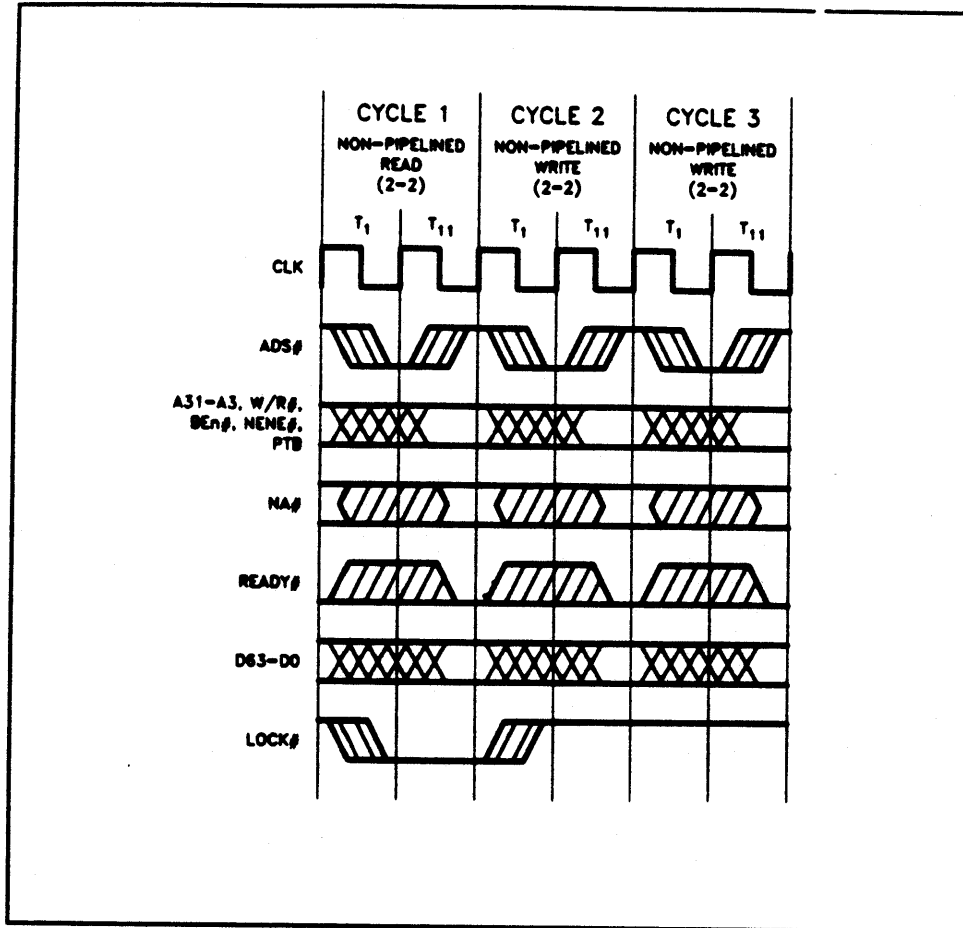 CYCLE 1 CYCLE 2 CYCLE 3
NON-PIPELINED NON-PIPELINED NON-PIPELINED
READ WRITE WRITE
(2-2) (2-2) (2-2)
T1 T11 T1 T11 T1 T11
CLK
ADS#
A31-A3, W/R#,
BEn#, NENE#,
PTB
NA#
READY#
D63-D0
LOCK#